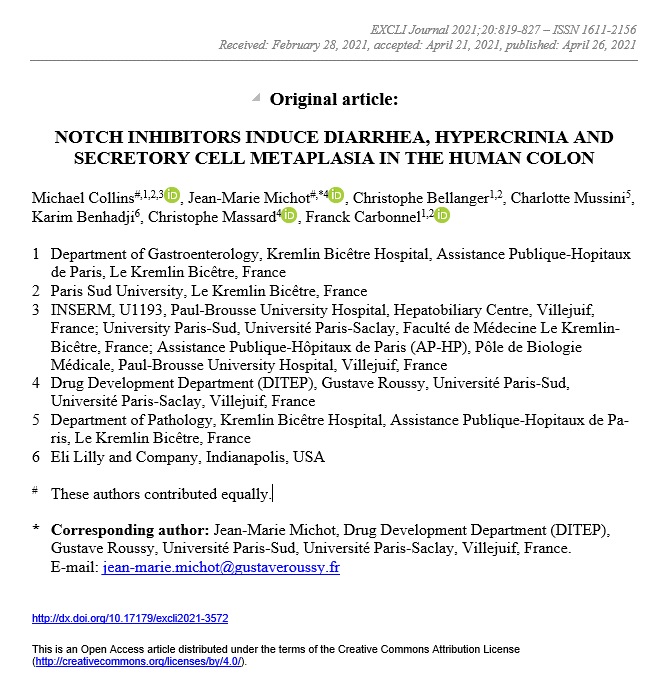 EXCLI Journal 2021;20:819-827 – ISSN 1611-2156
Received: February 28, 2021, accepted: April 21, 2021, published: April 26, 2021
Original article:
NOTCH INHIBITORS INDUCE DIARRHEA, HYPERCRINIA AND
SECRETORY CELL METAPLASIA IN THE HUMAN COLON
Michael Collins#,1,2,3iD, Jean-Marie Michot#,*4iD, Christophe Bellanger1,2, Charlotte Mussini5,
Karim Benhadji6, Christophe Massard4iD, Franck Carbonnel1,2iD
1 Department of Gastroenterology, Kremlin Bicêtre Hospital, Assistance Publique-Hopitaux
de Paris, Le Kremlin Bicêtre, France
2 Paris Sud University, Le Kremlin Bicêtre, France
3 INSERM, U1193, Paul-Brousse University Hospital, Hepatobiliary Centre, Villejuif,
France; University Paris-Sud, Université Paris-Saclay, Faculté de Médecine Le Kremlin-
Bicêtre, France; Assistance Publique-Hôpitaux de Paris (AP-HP), Pôle de Biologie
Médicale, Paul-Brousse University Hospital, Villejuif, France
4 Drug Development Department (DITEP), Gustave Roussy, Université Paris-Sud,
Université Paris-Saclay, Villejuif, France
5 Department of Pathology, Kremlin Bicêtre Hospital, Assistance Publique-Hopitaux de Pa-
ris, Le Kremlin Bicêtre, France
6 Eli Lilly and Company, Indianapolis, USA
# These authors contributed equally.
* Corresponding author: Jean-Marie Michot, Drug Development Department (DITEP),
Gustave Roussy, Université Paris-Sud, Université Paris-Saclay, Villejuif, France.
E-mail: jean-marie.michot@gustaveroussy.fr
http://dx.doi.org/10.17179/excli2021-3572
This is an Open Access article distributed under the terms of the Creative Commons Attribution License
(http://creativecommons.org/licenses/by/4.0/).